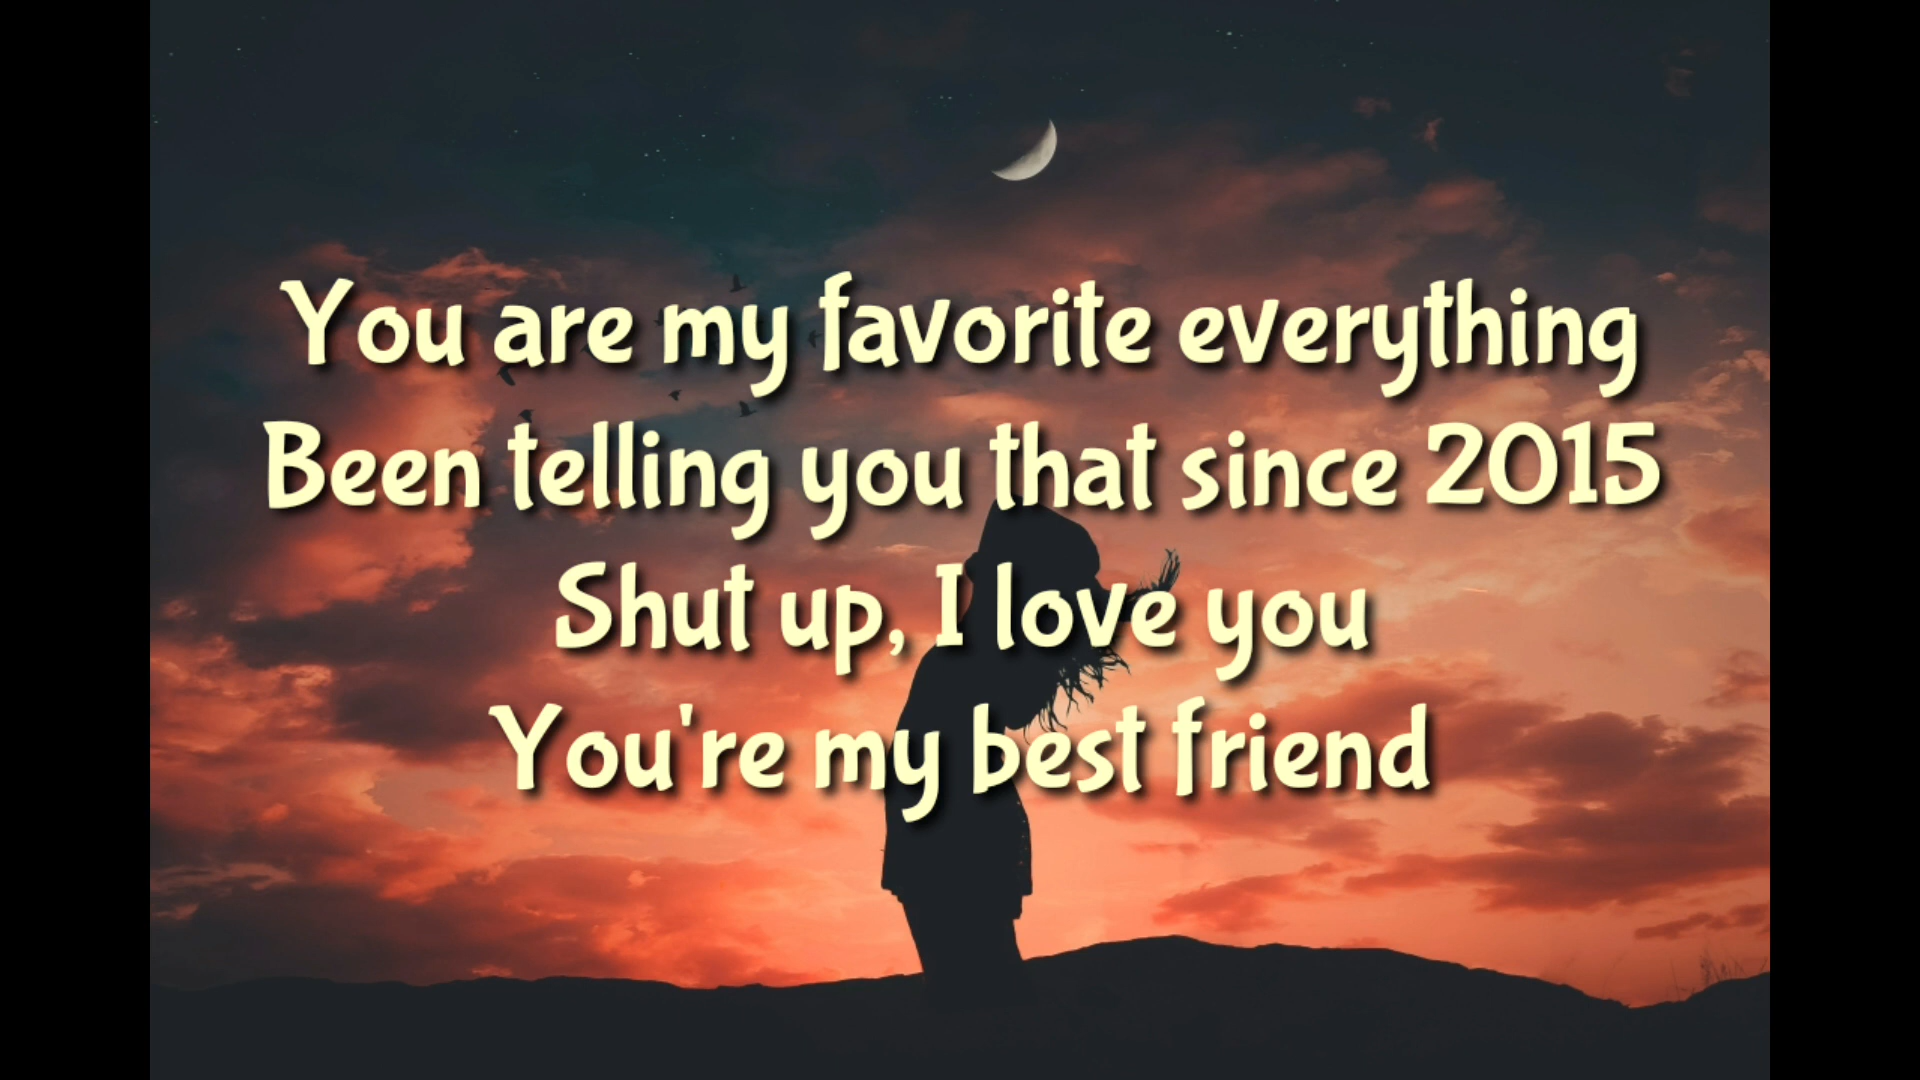 You are my favorite everything
Been telling you that since 2015
Shut up, I love you
You're my best friend